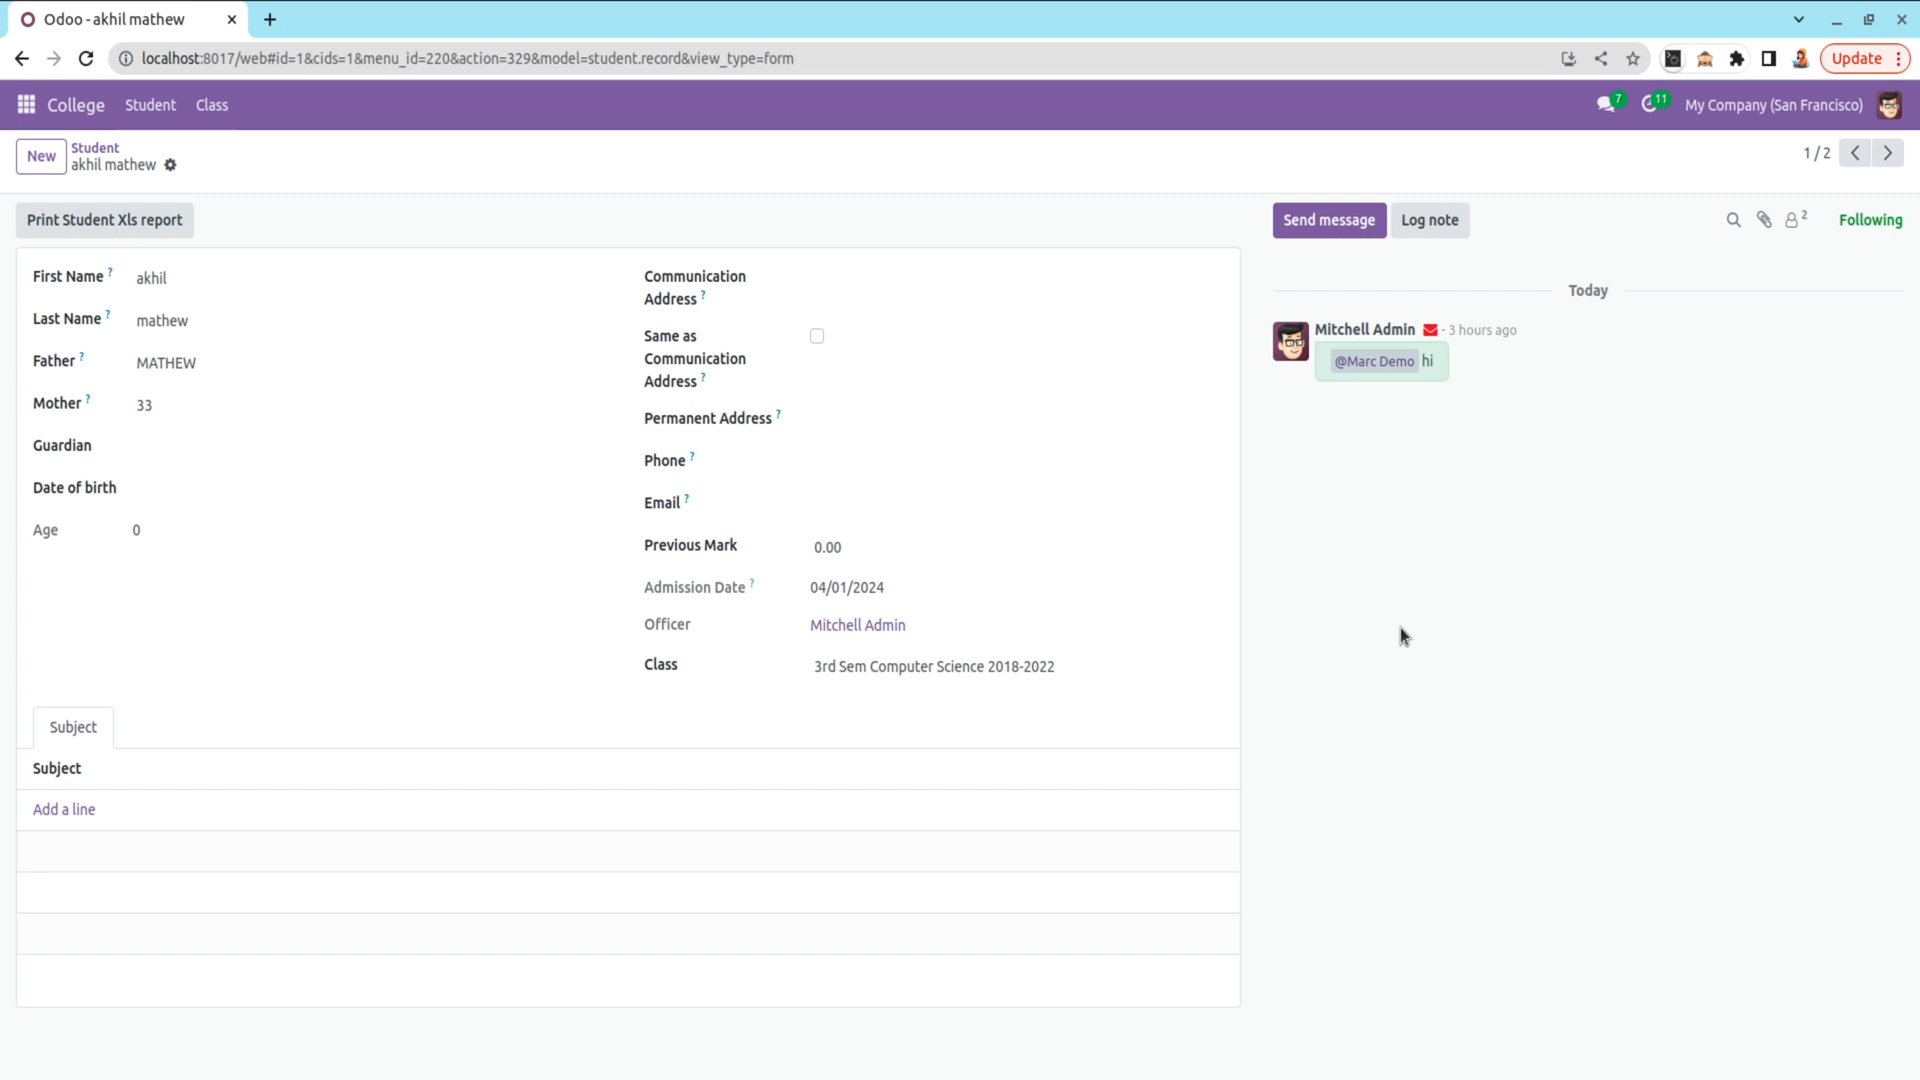 Odoo - akhil mathew
localhost:8017/web#id=1&cids=1&menu_id=220&action=329&model=student.record&view_type=form
Update
College Student Class
7 11 My Company (San Francisco)
New
Student
akhil mathew
1 / 2
Print Student Xls report
Send message Log note
2
Following
First Name ? akhil
Last Name ? mathew
Father ? MATHEW
Mother ? 33
Guardian
Date of birth
Age 0
Communication
Address ?
Same as
Communication
Address ?
Permanent Address ?
Phone ?
Email ?
Previous Mark 0.00
Admission Date ? 04/01/2024
Officer Mitchell Admin
Class 3rd Sem Computer Science 2018-2022
Today
Mitchell Admin - 3 hours ago
@Marc Demo hi
Subject
Subject
Add a line